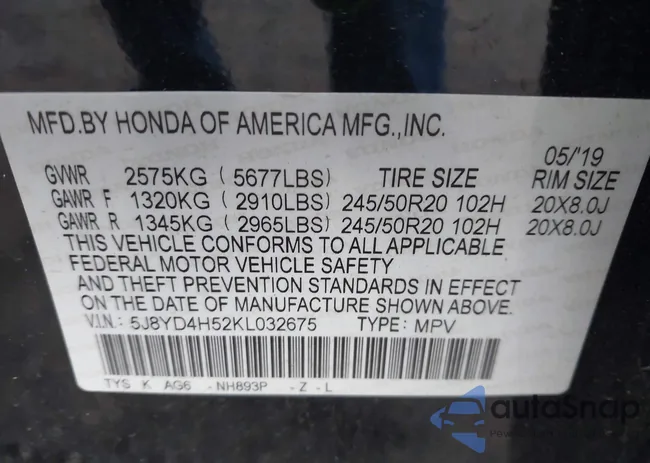 MFD.BY HONDA OF AMERICA MFG.,INC.
05/'19
GVWR 2575KG (5677LBS) TIRE SIZE RIM SIZE
GAWR F 1320KG (2910LBS) 245/50R20 102H 20X8.0J
GAWR R 1345KG (2965LBS) 245/50R20 102H 20X8.0J
THIS VEHICLE CONFORMS TO ALL APPLICABLE
FEDERAL MOTOR VEHICLE SAFETY
AND THEFT PREVENTION STANDARDS IN EFFECT
ON THE DATE OF MANUFACTURE SHOWN ABOVE.
V.I.N.: 5J8YD4H52KL032675 TYPE: MPV
TYS K AG6 -NH893P -Z-L
autoSnap